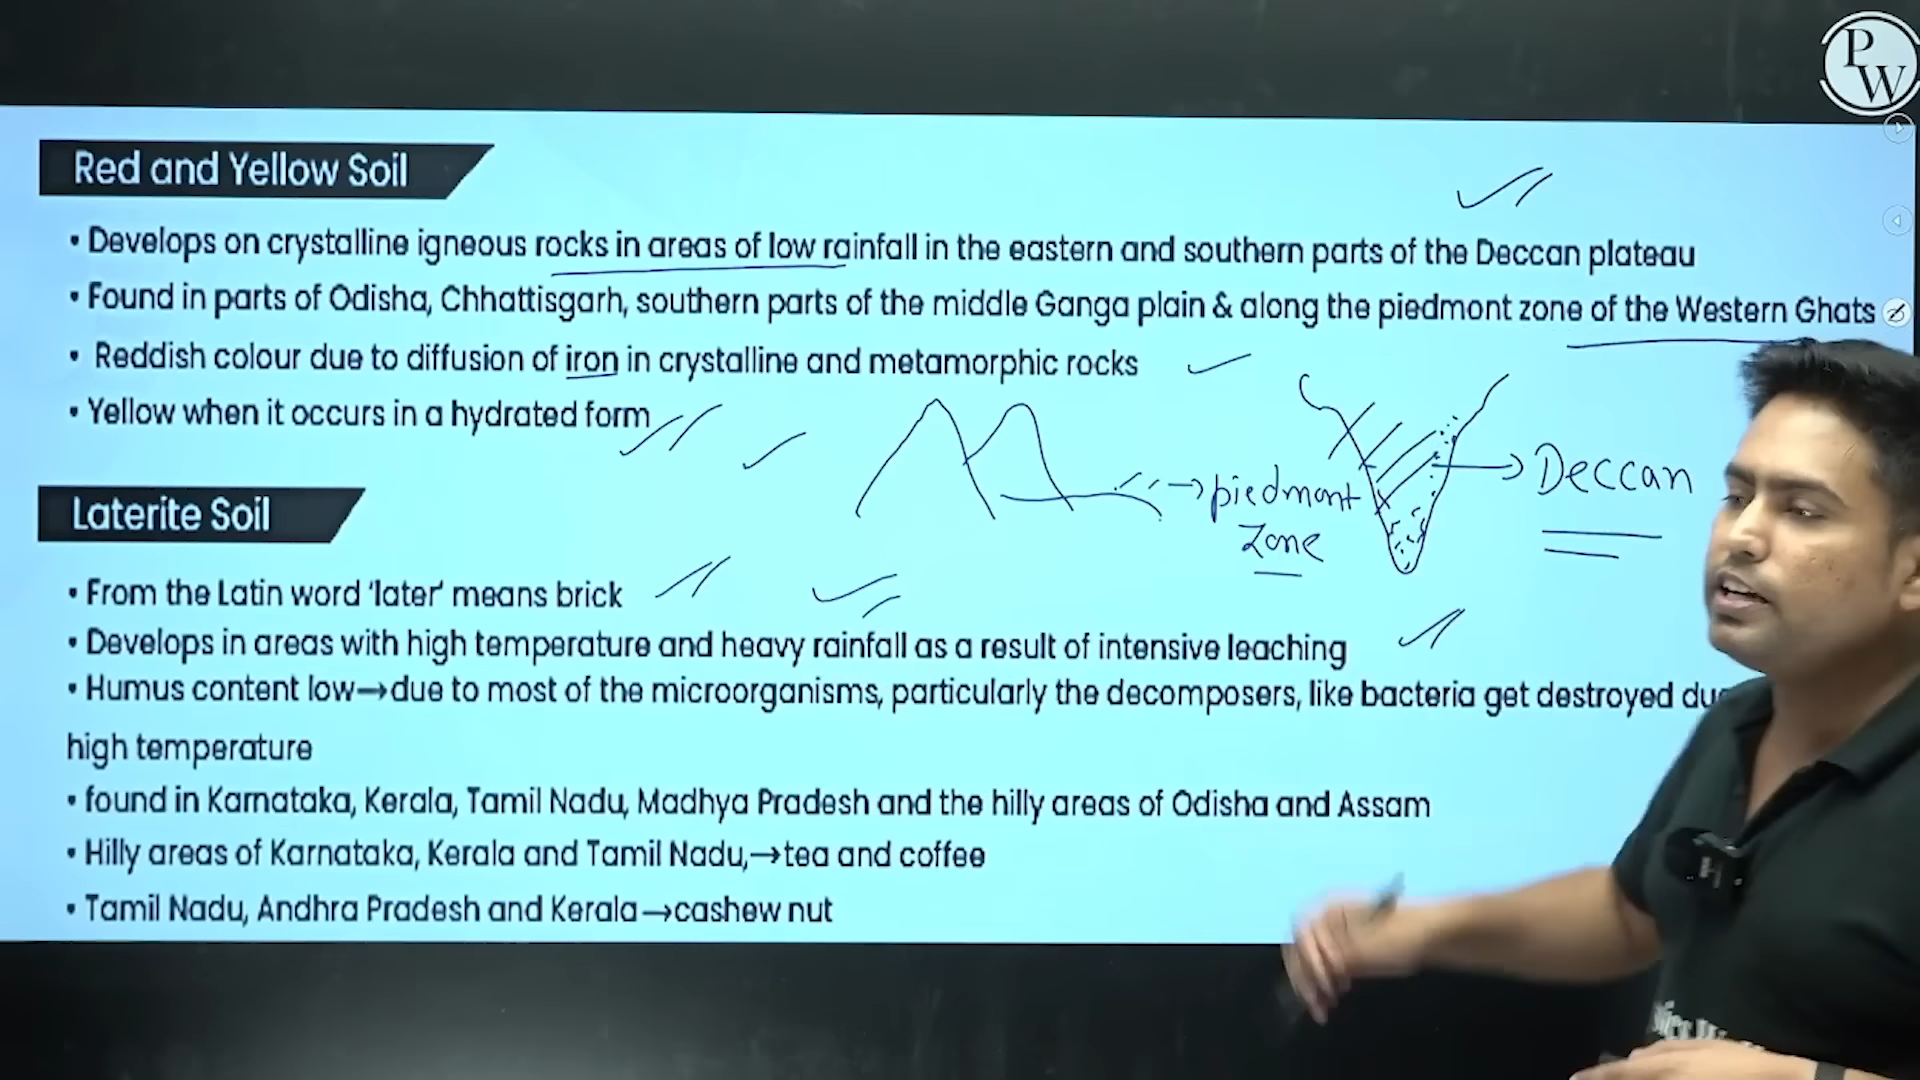 PW
Red and Yellow Soil
• Develops on crystalline igneous rocks in areas of low rainfall in the eastern and southern parts of the Deccan plateau
• Found in parts of Odisha, Chhattisgarh, southern parts of the middle Ganga plain & along the piedmont zone of the Western Ghats
• Reddish colour due to diffusion of iron in crystalline and metamorphic rocks
• Yellow when it occurs in a hydrated form
piedmont
Zone
Deccan
Laterite Soil
• From the Latin word ‘later’ means brick
• Develops in areas with high temperature and heavy rainfall as a result of intensive leaching
• Humus content low→due to most of the microorganisms, particularly the decomposers, like bacteria get destroyed
high temperature
• found in Karnataka, Kerala, Tamil Nadu, Madhya Pradesh and the hilly areas of Odisha and Assam
• Hilly areas of Karnataka, Kerala and Tamil Nadu,→tea and coffee
• Tamil Nadu, Andhra Pradesh and Kerala→cashew nut